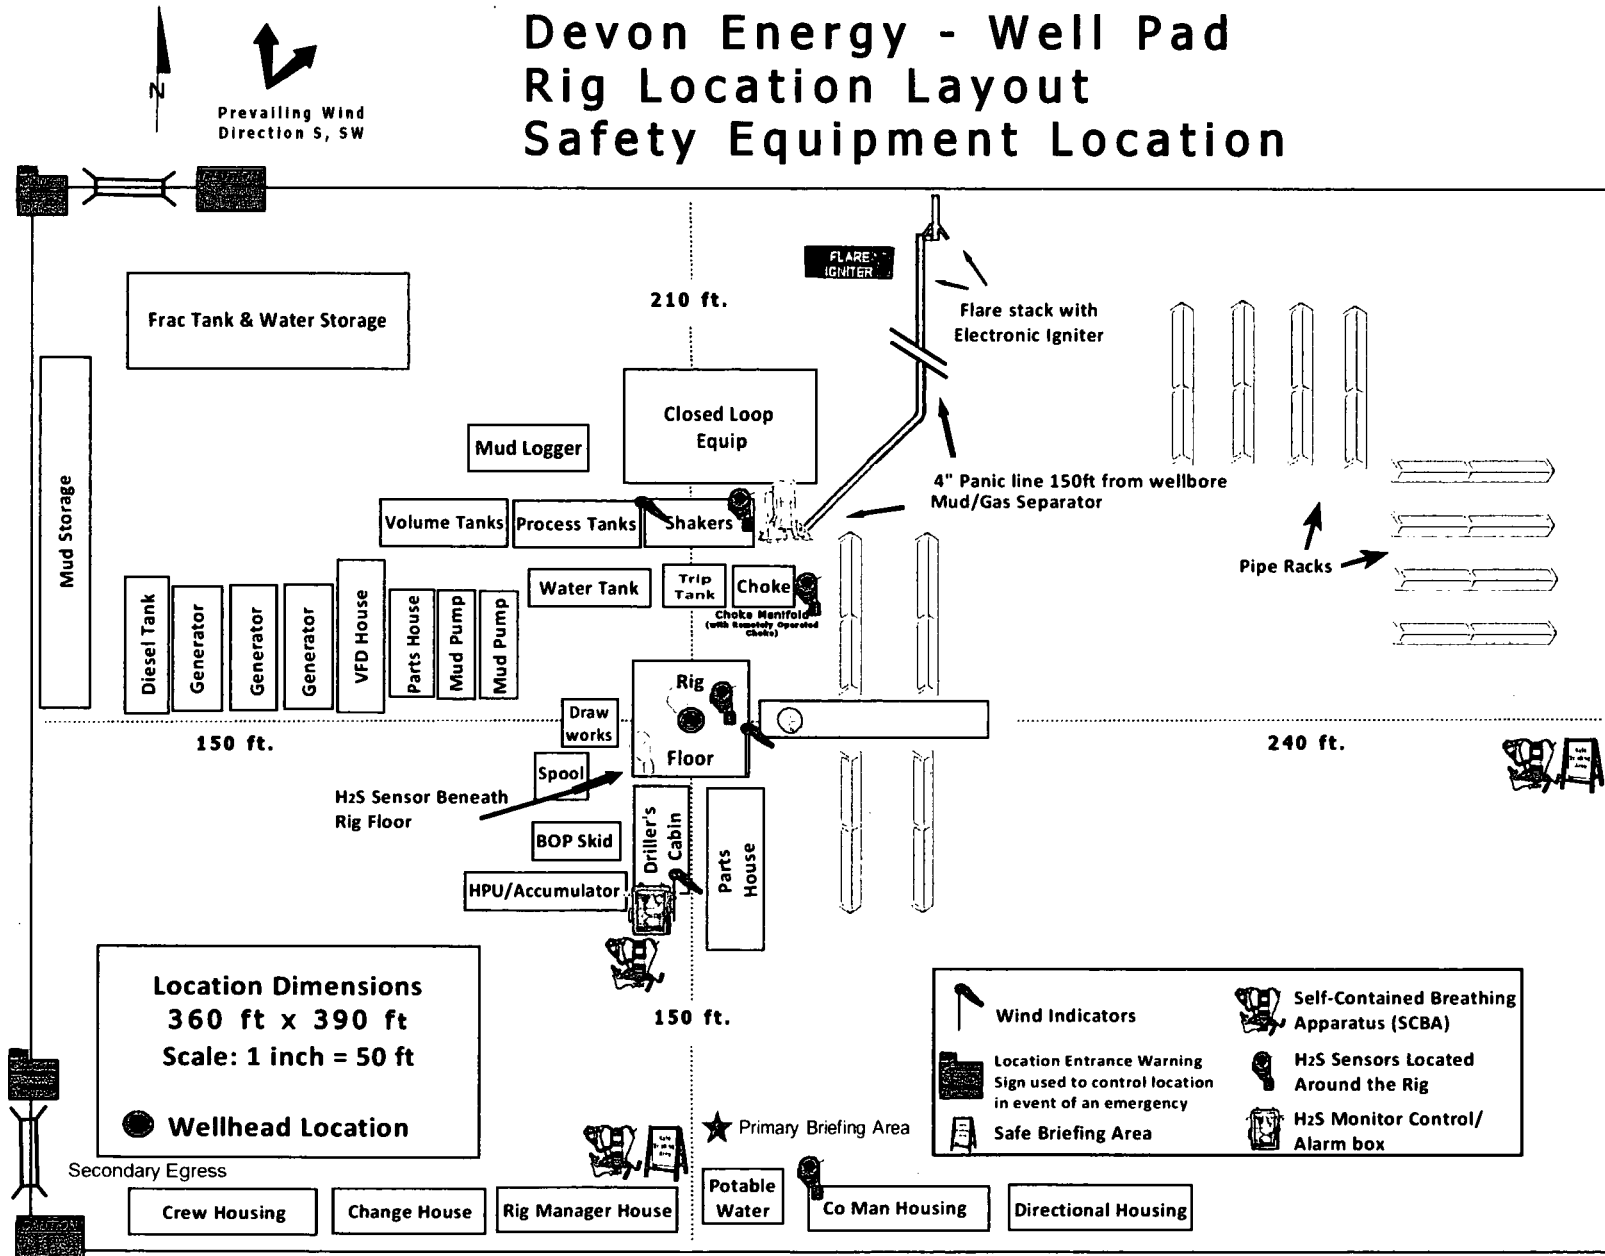 Devon Energy - Well Pad
Rig Location Layout
Safety Equipment Location
N
Prevailing Wind
Direction S, SW
FLARE
IGNITER
210 ft.
Flare stack with
Electronic Igniter
Frac Tank & Water Storage
Closed Loop
Equip
Mud Logger
4" Panic line 150ft from wellbore
Mud/Gas Separator
Mud Storage
Volume Tanks
Process Tanks
Shakers
Pipe Racks
Water Tank
Trip
Tank
Choke
Choke Manifold
(with Remotely Operated
Choke)
Diesel Tank
Generator
Generator
Generator
VFD House
Parts House
Mud Pump
Mud Pump
Rig
Floor
Draw
works
150 ft.
240 ft.
Spool
H2S Sensor Beneath
Rig Floor
Driller's
Cabin
Parts
House
BOP Skid
HPU/Accumulator
Location Dimensions
360 ft x 390 ft
Scale: 1 inch = 50 ft
Wellhead Location
150 ft.
Wind Indicators
Location Entrance Warning
Sign used to control location
in event of an emergency
Safe Briefing Area
Self-Contained Breathing
Apparatus (SCBA)
H2S Sensors Located
Around the Rig
H2S Monitor Control/
Alarm box
Primary Briefing Area
Secondary Egress
Crew Housing
Change House
Rig Manager House
Potable
Water
Co Man Housing
Directional Housing